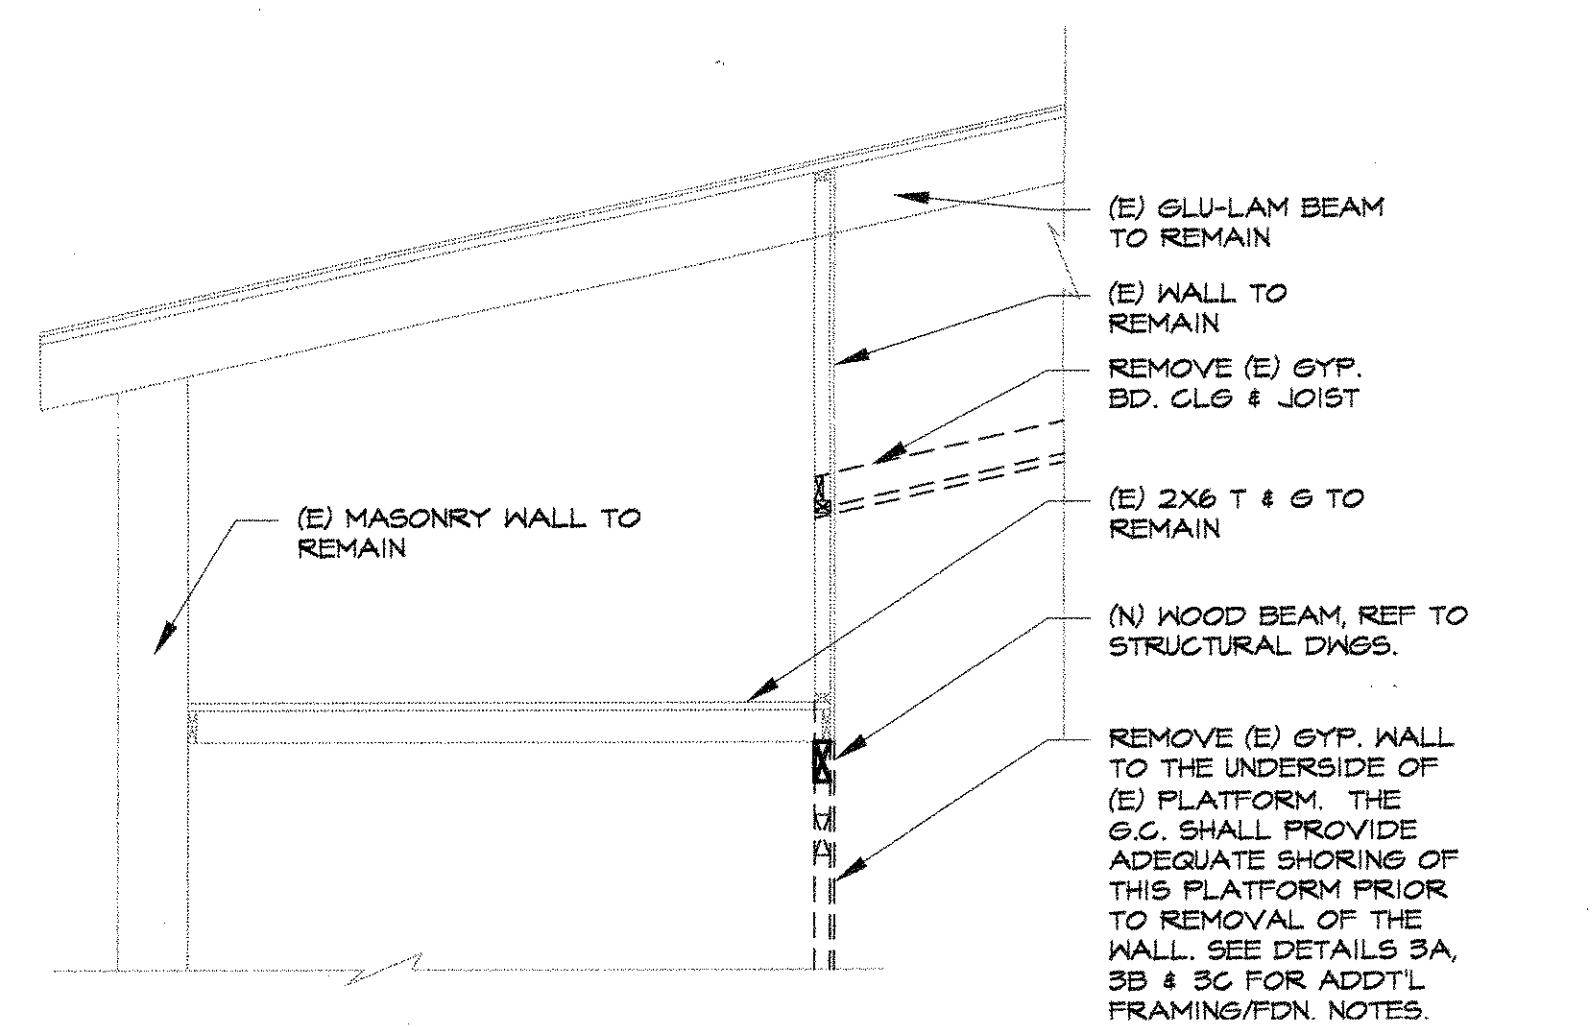 (E) GLU-LAM BEAM
TO REMAIN
(E) WALL TO
REMAIN
REMOVE (E) GYP.
BD. CLG & JOIST
(E) 2X6 T & G TO
REMAIN
(E) MASONRY WALL TO
REMAIN
(N) WOOD BEAM, REF TO
STRUCTURAL DWGS.
REMOVE (E) GYP. WALL
TO THE UNDERSIDE OF
(E) PLATFORM. THE
G.C. SHALL PROVIDE
ADEQUATE SHORING OF
THIS PLATFORM PRIOR
TO REMOVAL OF THE
WALL. SEE DETAILS 3A,
3B & 3C FOR ADDT'L
FRAMING/FDN. NOTES.